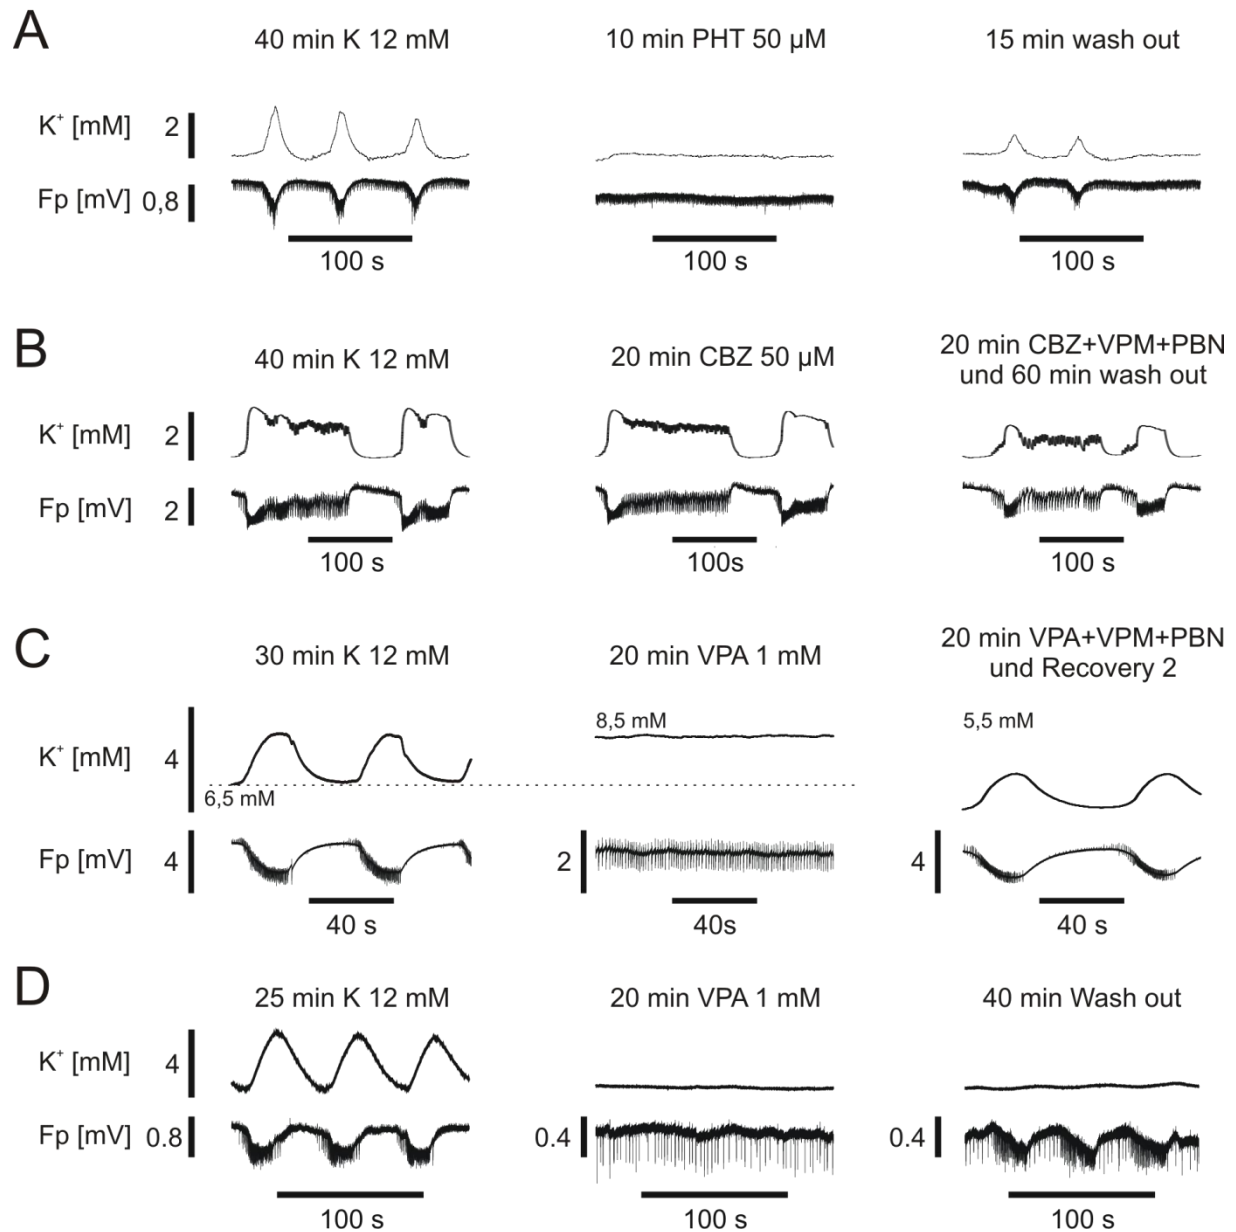 A
40 min K 12 mM
10 min PHT 50 µM
15 min wash out
K⁺ [mM] 2
Fp [mV] 0,8
100 s
100 s
100 s
B
40 min K 12 mM
20 min CBZ 50 µM
20 min CBZ+VPM+PBN
und 60 min wash out
K⁺ [mM] 2
Fp [mV] 2
100 s
100s
100 s
C
30 min K 12 mM
20 min VPA 1 mM
20 min VPA+VPM+PBN
und Recovery 2
K⁺ [mM] 4
6,5 mM
8,5 mM
5,5 mM
Fp [mV] 4
2
4
40 s
40s
40 s
D
25 min K 12 mM
20 min VPA 1 mM
40 min Wash out
K⁺ [mM] 4
Fp [mV] 0.8
0.4
0.4
100 s
100 s
100 s